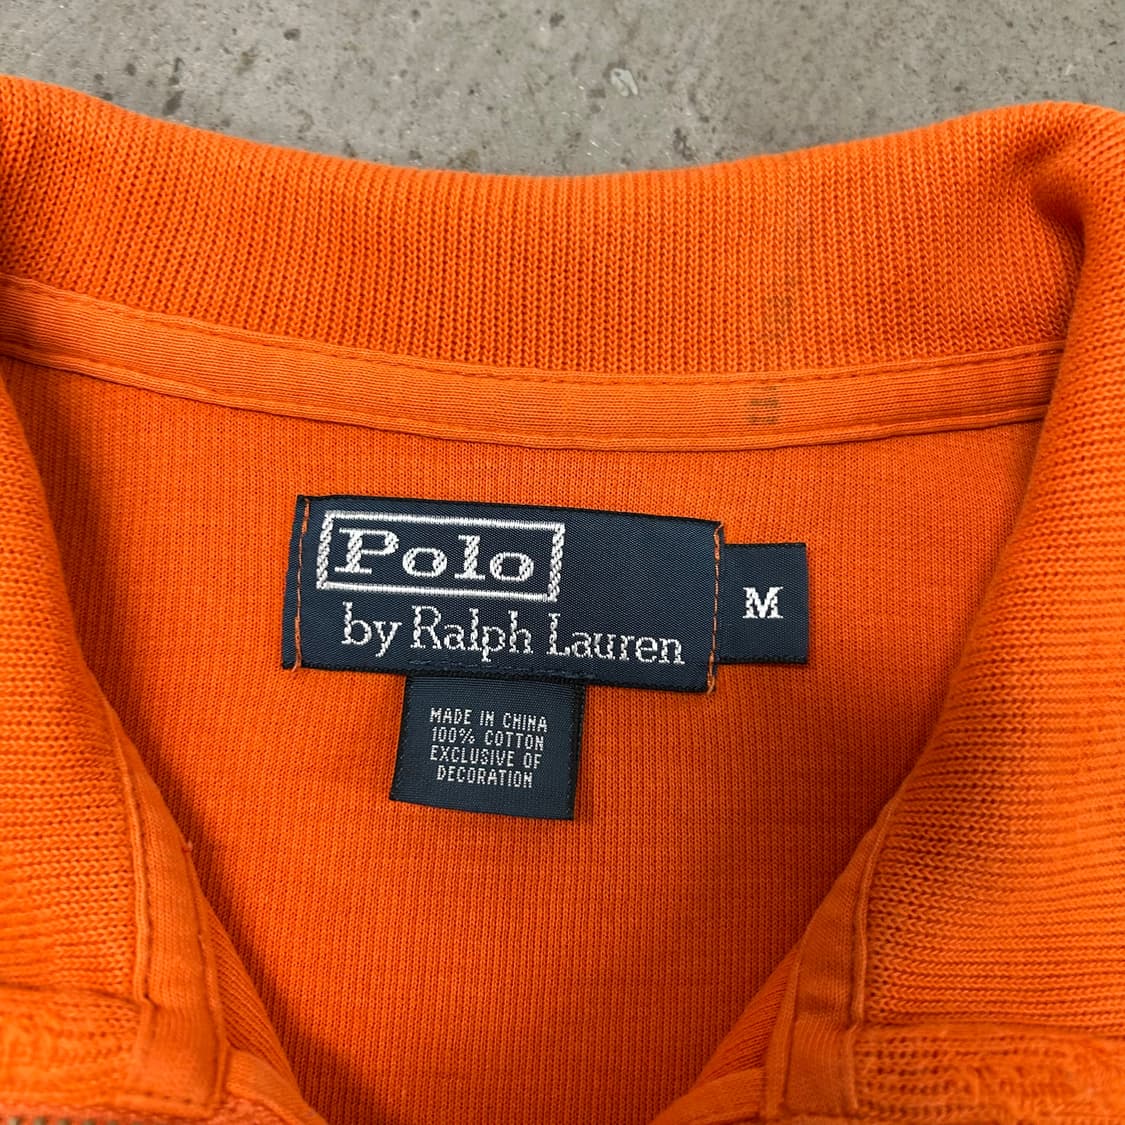 Polo
by Ralph Lauren
M
MADE IN CHINA
100% COTTON
EXCLUSIVE OF
DECORATION